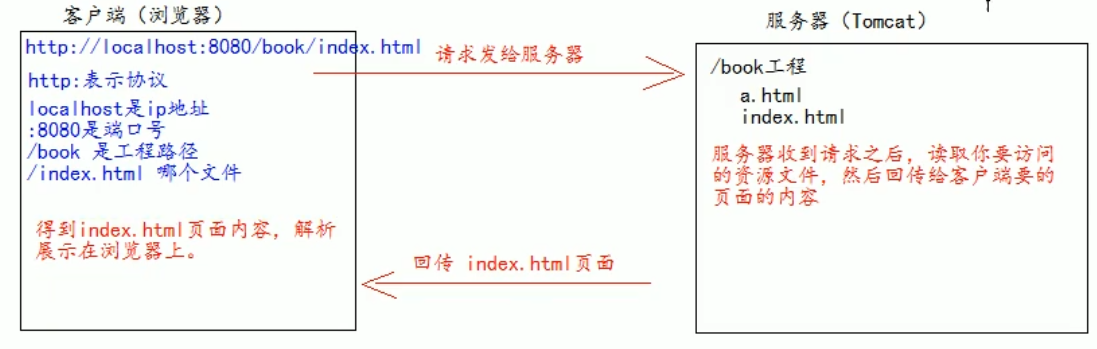 客户端（浏览器）
http://localhost:8080/book/index.html
http:表示协议
localhost是ip地址
:8080是端口号
/book 是工程路径
/index.html 哪个文件
得到index.html页面内容，解析
展示在浏览器上。
请求发给服务器
回传 index.html页面
服务器（Tomcat）
/book工程
a.html
index.html
服务器收到请求之后，读取你要访问
的资源文件，然后回传给客户端要的
页面的内容